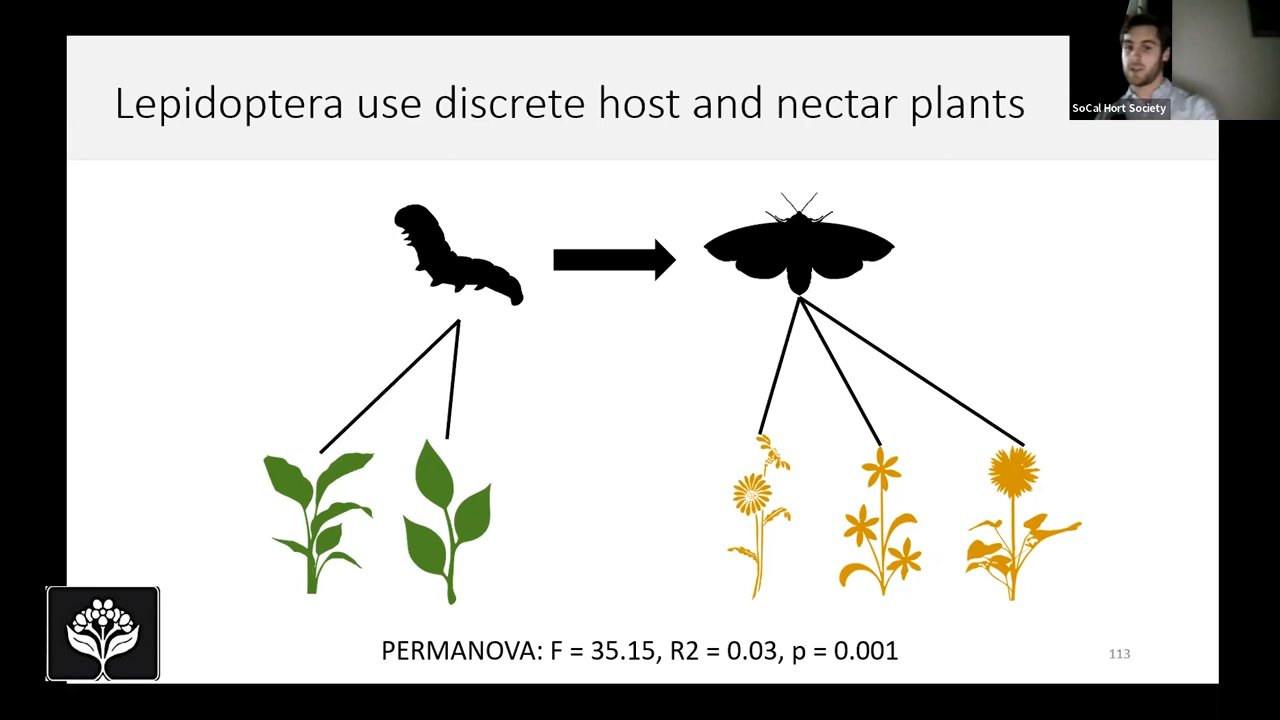 Lepidoptera use discrete host and nectar plants
SoCal Hort Society
PERMANOVA: F = 35.15, R2 = 0.03, p = 0.001
113